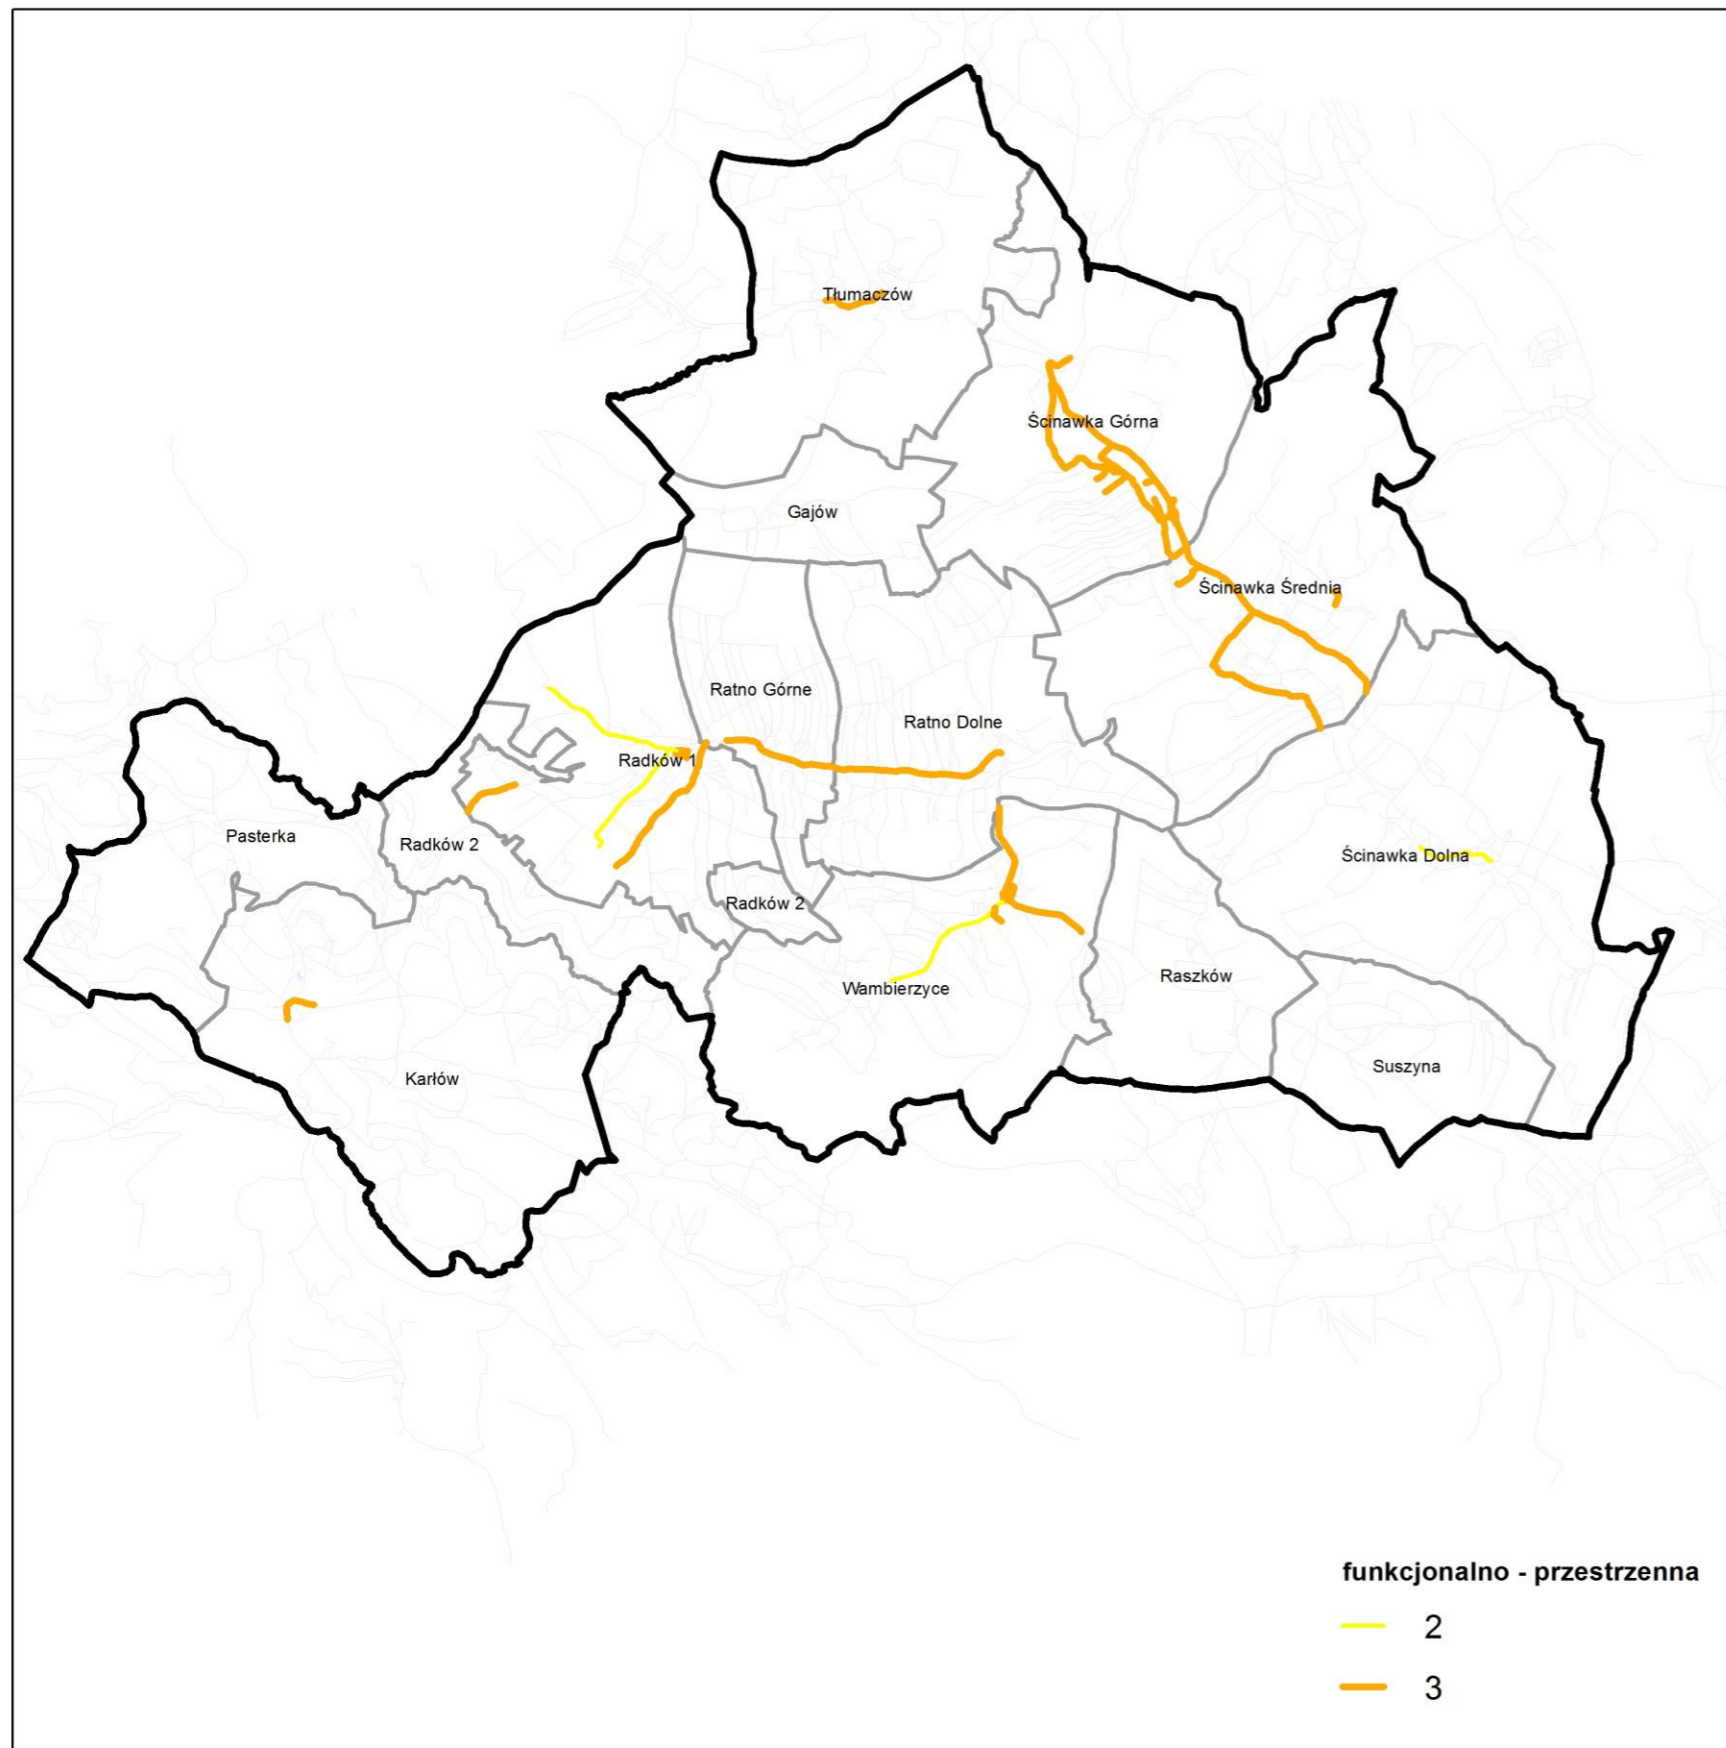 Tłumaczów
Ścinawka Górna
Gajów
Ścinawka Średnia
Ratno Górne
Ratno Dolne
Radków 1
Pasterka
Radków 2
Ścinawka Dolna
Radków 2
Raszków
Wambierzyce
Suszyna
Karłów
funkcjonalno - przestrzenna
2
3